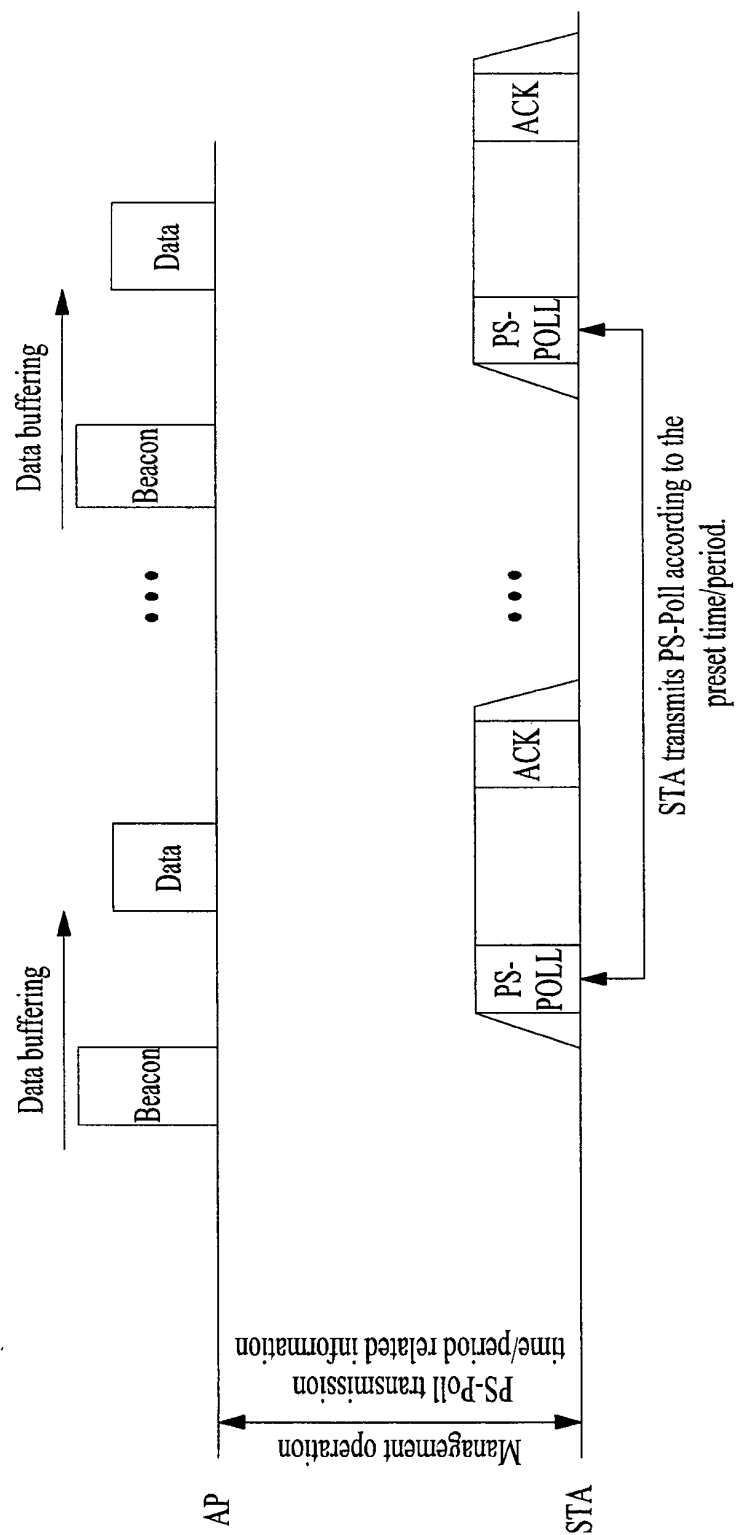 Data buffering
Data buffering
Beacon
Data
Beacon
Data
AP
Management operation
PS-Poll transmission
time/period related information
PS-
POLL
ACK
PS-
POLL
ACK
STA
STA transmits PS-Poll according to the
preset time/period.